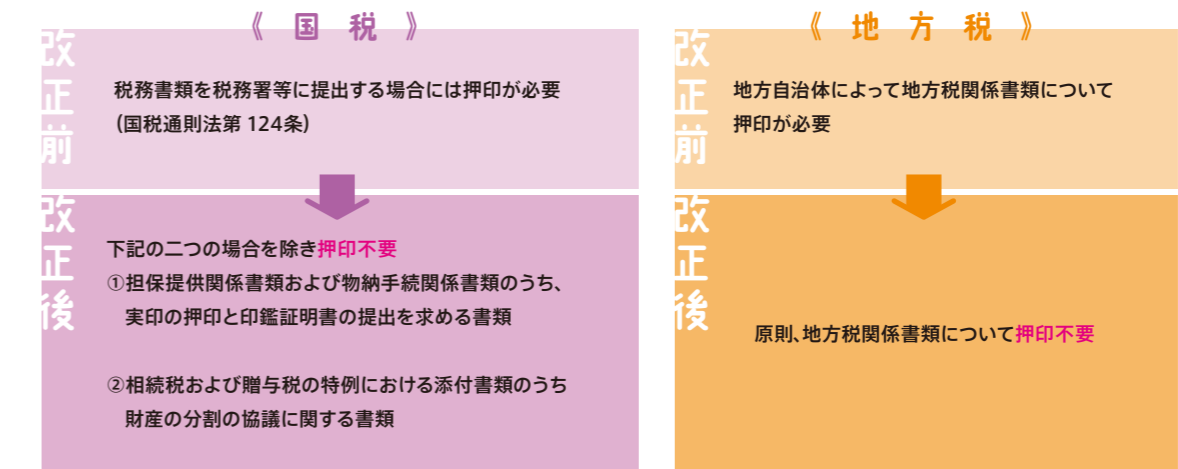 《 国 税 》
改正前
税務書類を税務署等に提出する場合には押印が必要
（国税通則法第 124条）
改正後
下記の二つの場合を除き押印不要
①担保提供関係書類および物納手続関係書類のうち、
実印の押印と印鑑証明書の提出を求める書類
②相続税および贈与税の特例における添付書類のうち
財産の分割の協議に関する書類
《 地 方 税 》
改正前
地方自治体によって地方税関係書類について
押印が必要
改正後
原則、地方税関係書類について押印不要